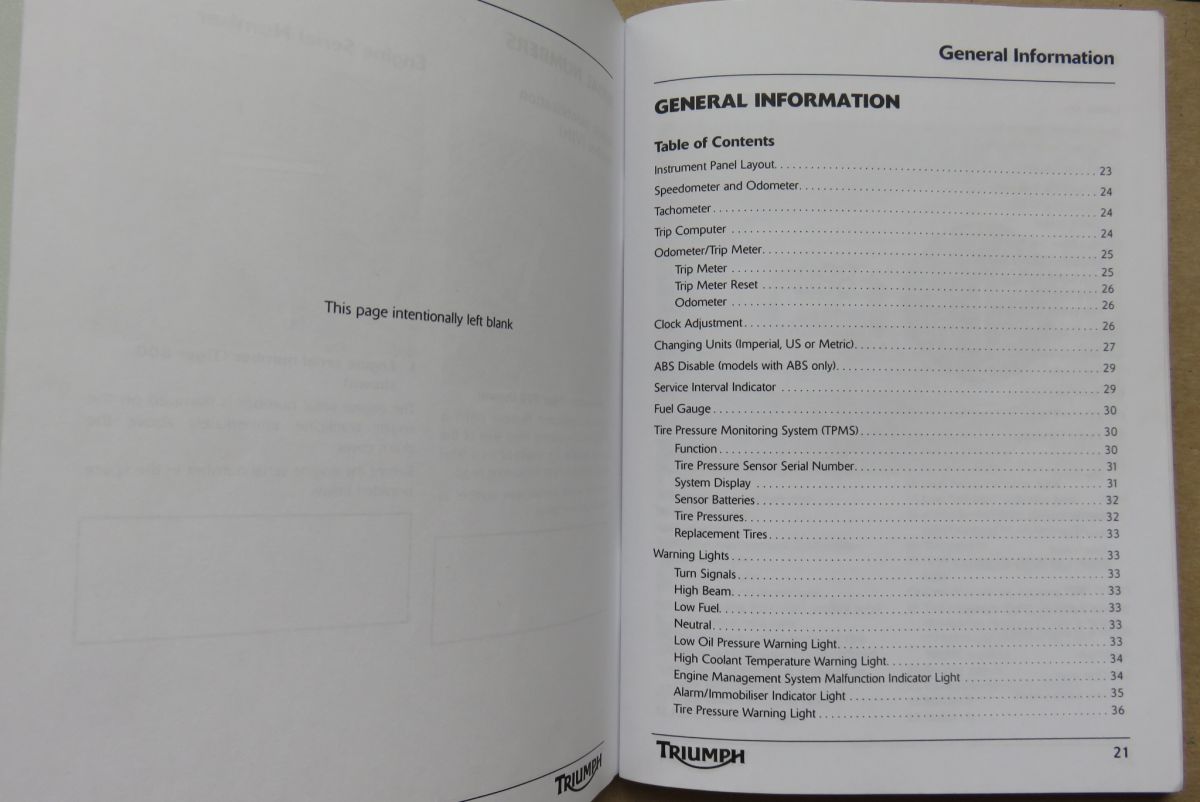 This page intentionally left blank
TRIUMPH
General Information
GENERAL INFORMATION
Table of Contents
Instrument Panel Layout. . . . . . . . . . 23
Speedometer and Odometer. . . . . . . . . . 24
Tachometer . . . . . . . . . . 24
Trip Computer . . . . . . . . . . 24
Odometer/Trip Meter. . . . . . . . . . 25
Trip Meter . . . . . . . . . . 25
Trip Meter Reset . . . . . . . . . . 26
Odometer . . . . . . . . . . 26
Clock Adjustment . . . . . . . . . . 26
Changing Units (Imperial, US or Metric). . . . . . . . . . 27
ABS Disable (models with ABS only). . . . . . . . . . 29
Service Interval Indicator . . . . . . . . . . 29
Fuel Gauge . . . . . . . . . . 30
Tire Pressure Monitoring System (TPMS) . . . . . . . . . . 30
Function . . . . . . . . . . 30
Tire Pressure Sensor Serial Number. . . . . . . . . . 31
System Display . . . . . . . . . . 31
Sensor Batteries . . . . . . . . . . 32
Tire Pressures. . . . . . . . . . 32
Replacement Tires . . . . . . . . . . 33
Warning Lights . . . . . . . . . . 33
Turn Signals . . . . . . . . . . 33
High Beam. . . . . . . . . . 33
Low Fuel. . . . . . . . . . 33
Neutral . . . . . . . . . . 33
Low Oil Pressure Warning Light. . . . . . . . . . 33
High Coolant Temperature Warning Light. . . . . . . . . . 34
Engine Management System Malfunction Indicator Light . . . . . . . . . . 34
Alarm/Immobiliser Indicator Light . . . . . . . . . . 35
Tire Pressure Warning Light . . . . . . . . . . 36
TRIUMPH 21